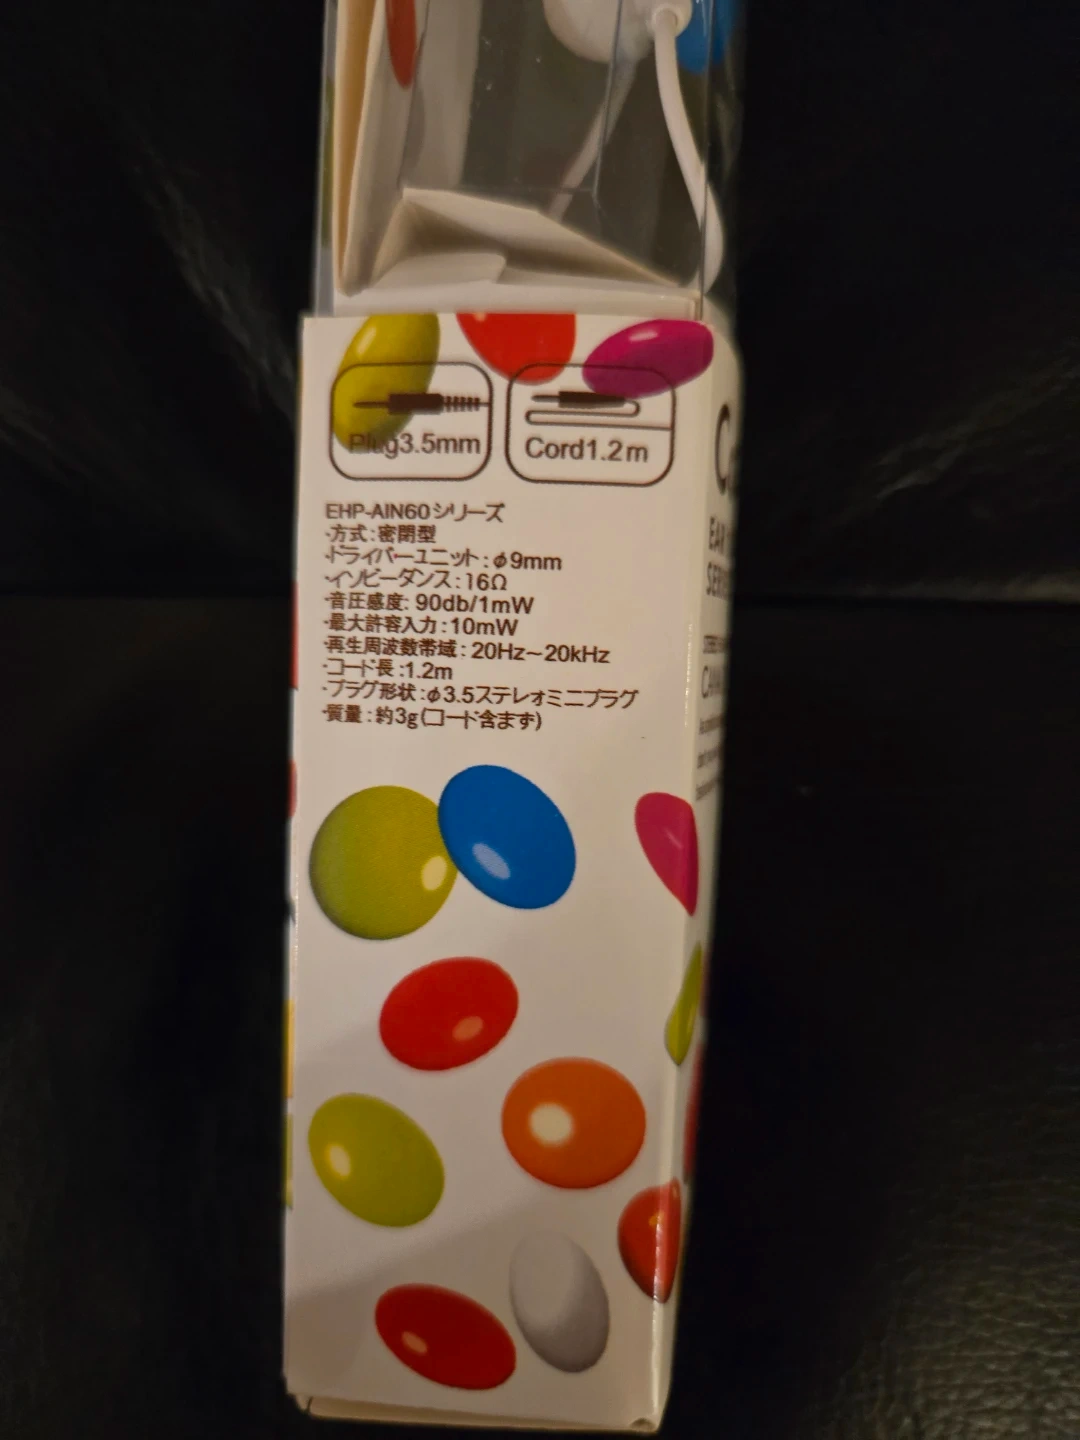 Plug3.5mm
Cord1.2m
EHP-AIN60シリーズ
・方式:密閉型
・ドライバーユニット:φ9mm
・イソピーダンス:16Ω
・音圧感度: 90db/1mW
・最大許容入力:10mW
・再生周波数帯域: 20Hz～20kHz
・コード長:1.2m
・プラグ形状:φ3.5ステレオミニプラグ
・質量:約3g(コード含まず)
EAR